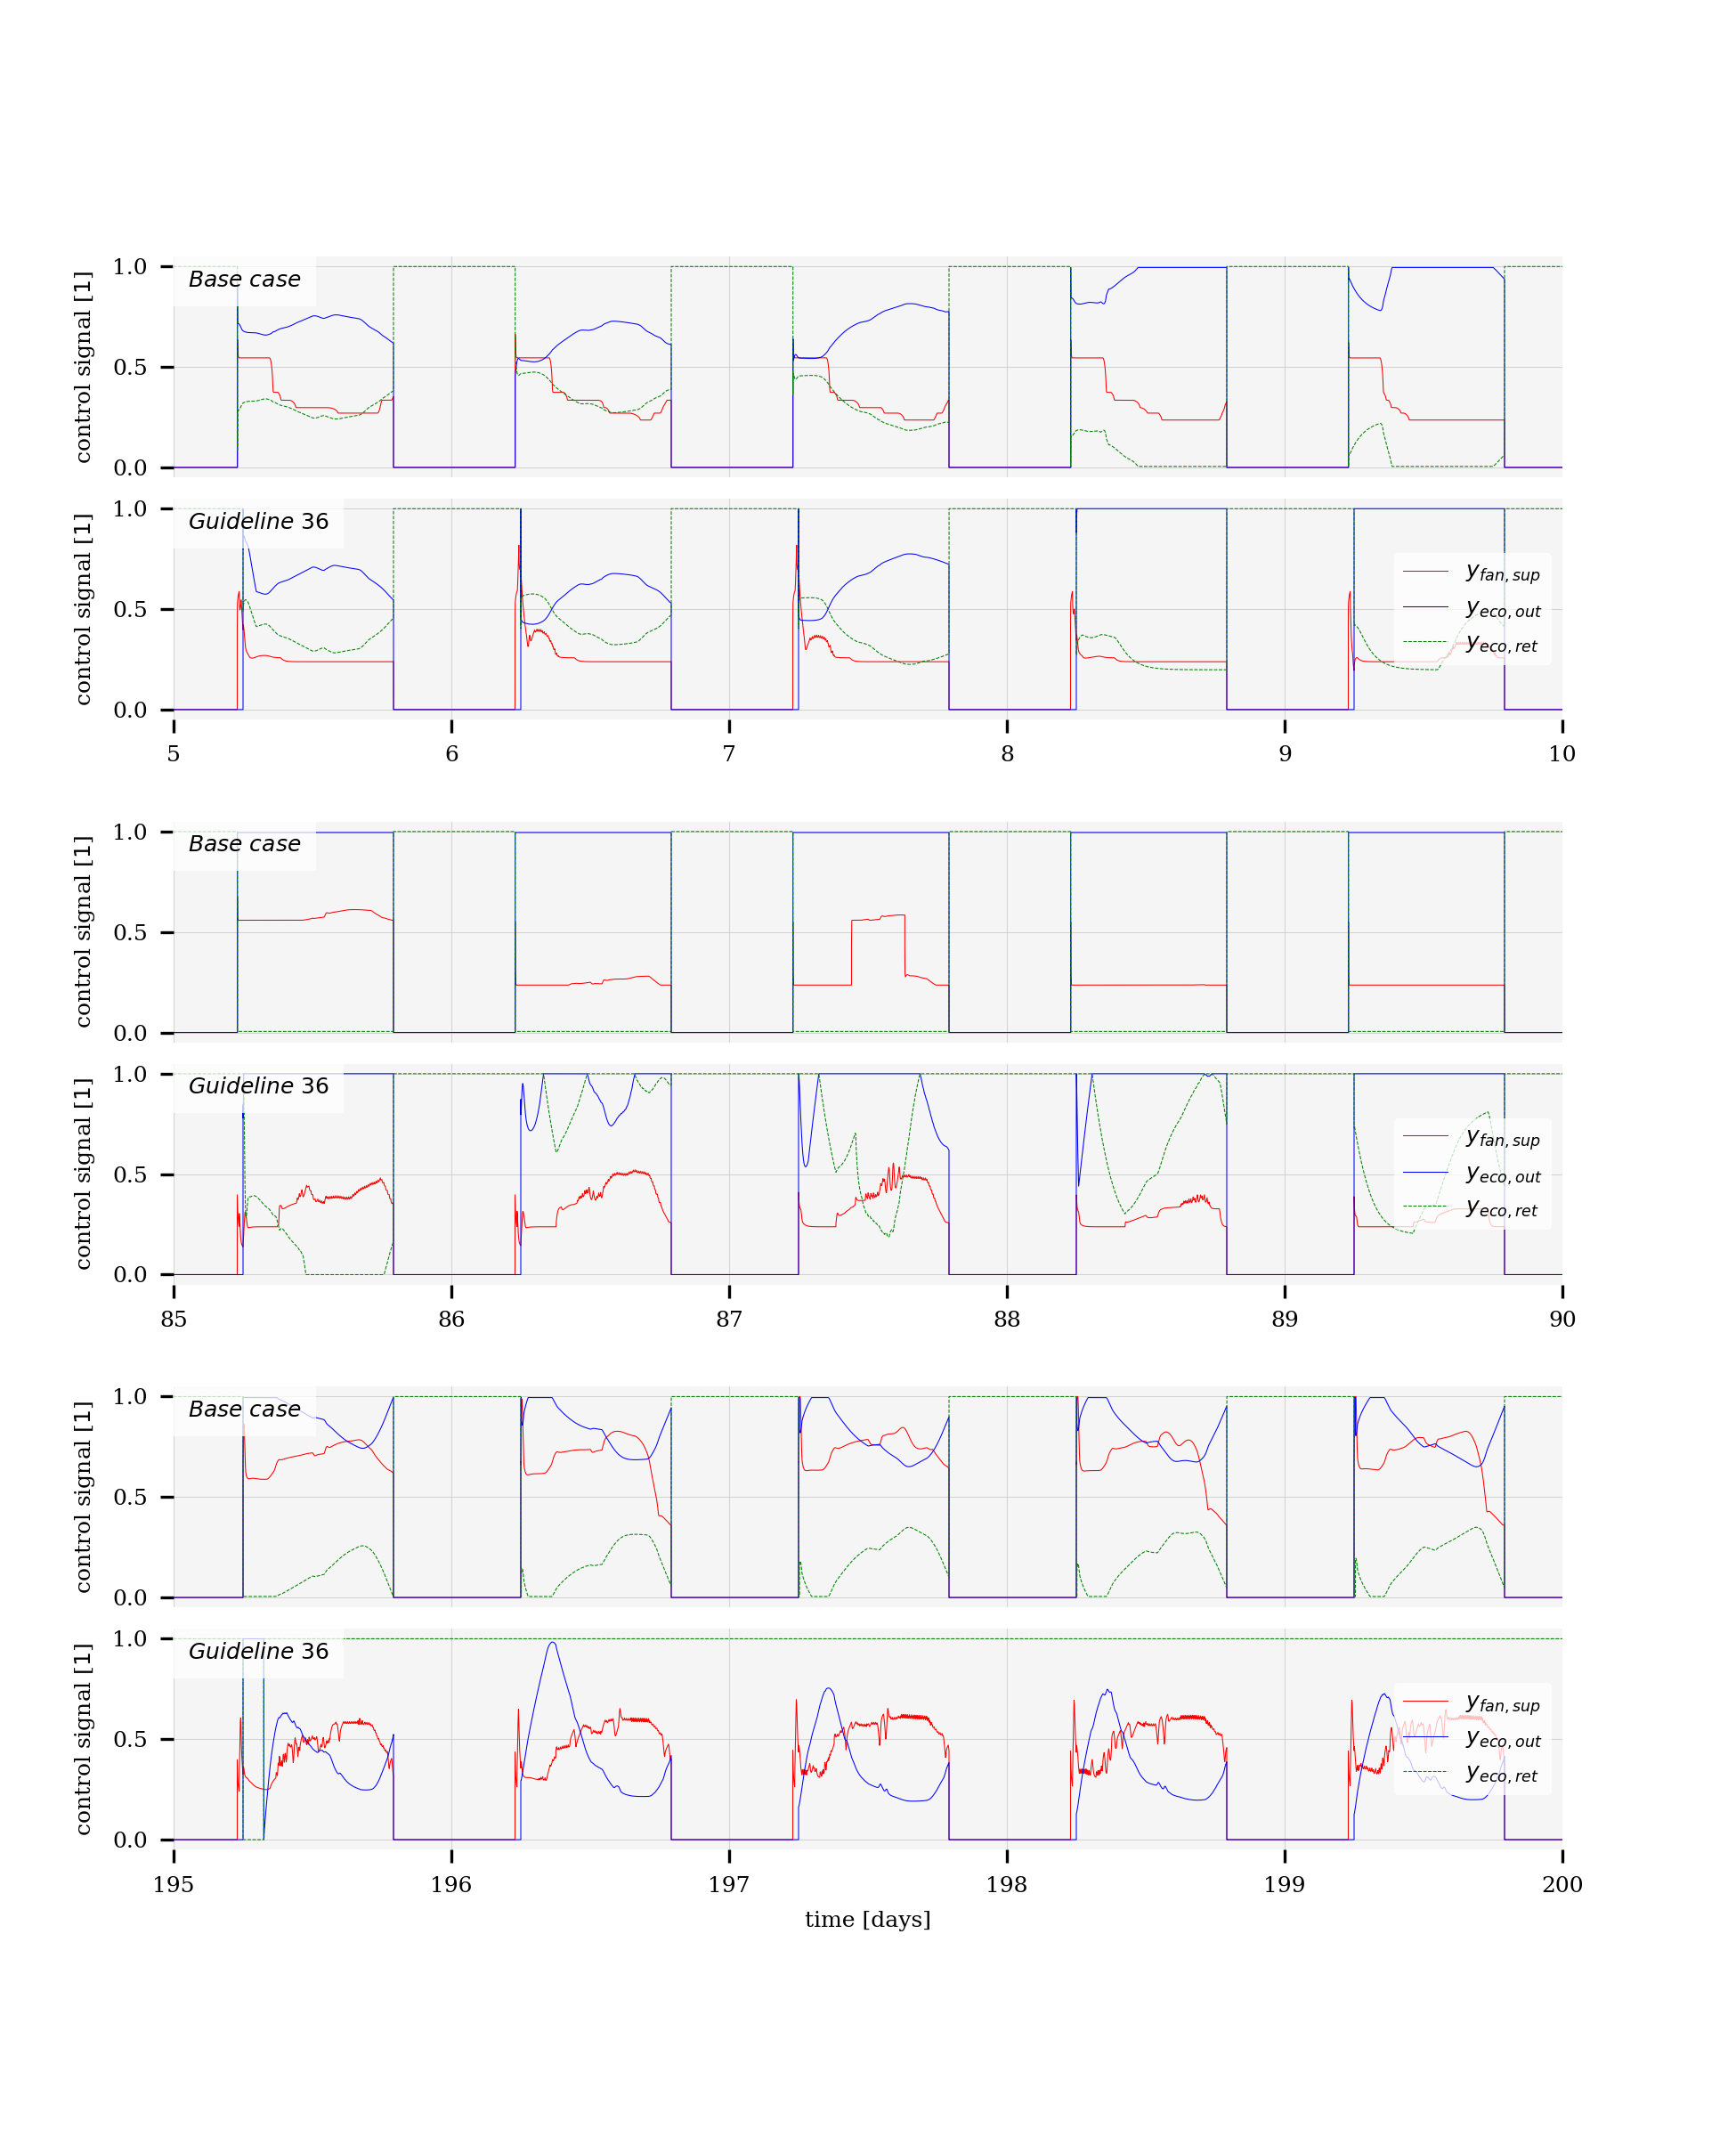 control signal [1]
1.0
0.5
0.0
Base case
control signal [1]
1.0
0.5
0.0
Guideline 36
y_fan,sup
y_eco,out
y_eco,ret
5 6 7 8 9 10
control signal [1]
1.0
0.5
0.0
Base case
control signal [1]
1.0
0.5
0.0
Guideline 36
y_fan,sup
y_eco,out
y_eco,ret
85 86 87 88 89 90
control signal [1]
1.0
0.5
0.0
Base case
control signal [1]
1.0
0.5
0.0
Guideline 36
y_fan,sup
y_eco,out
y_eco,ret
195 196 197 198 199 200
time [days]